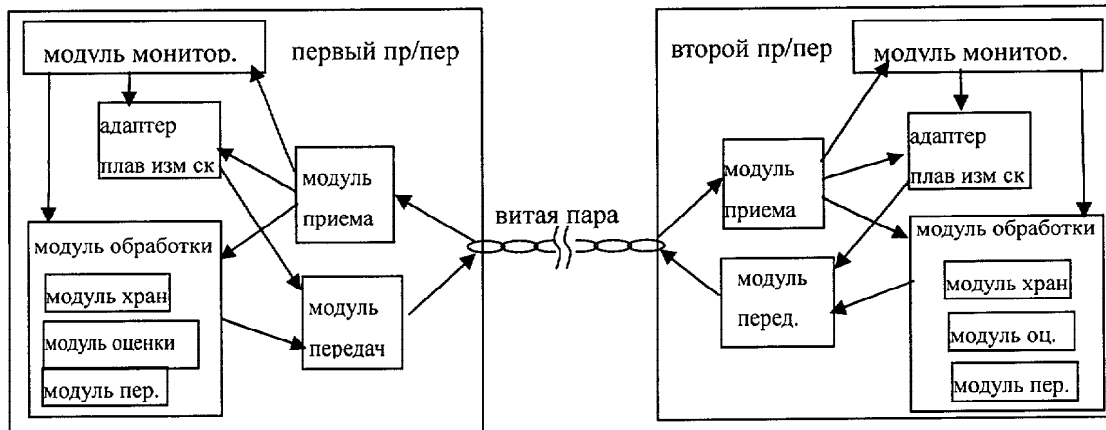 модуль монитор.
первый пр/пер
адаптер
плав изм ск
модуль
приема
модуль обработки
модуль хран
модуль оценки
модуль пер.
модуль
передач
витая пара
второй пр/пер
модуль монитор.
адаптер
плав изм ск
модуль
приема
модуль обработки
модуль
перед.
модуль хран
модуль оц.
модуль пер.